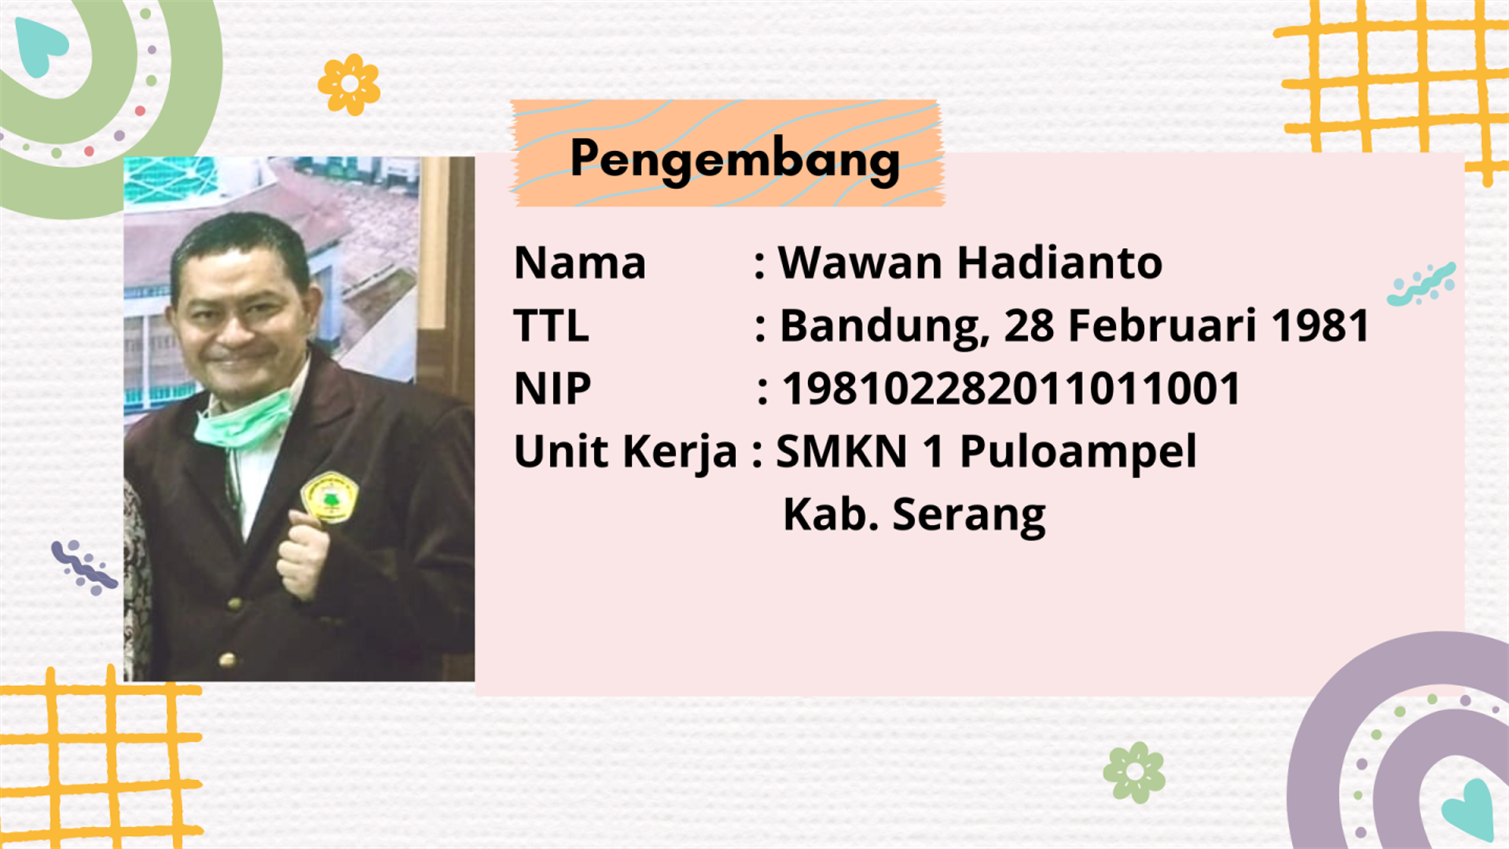 Pengembang
Nama : Wawan Hadianto
TTL : Bandung, 28 Februari 1981
NIP : 198102282011011001
Unit Kerja : SMKN 1 Puloampel
Kab. Serang